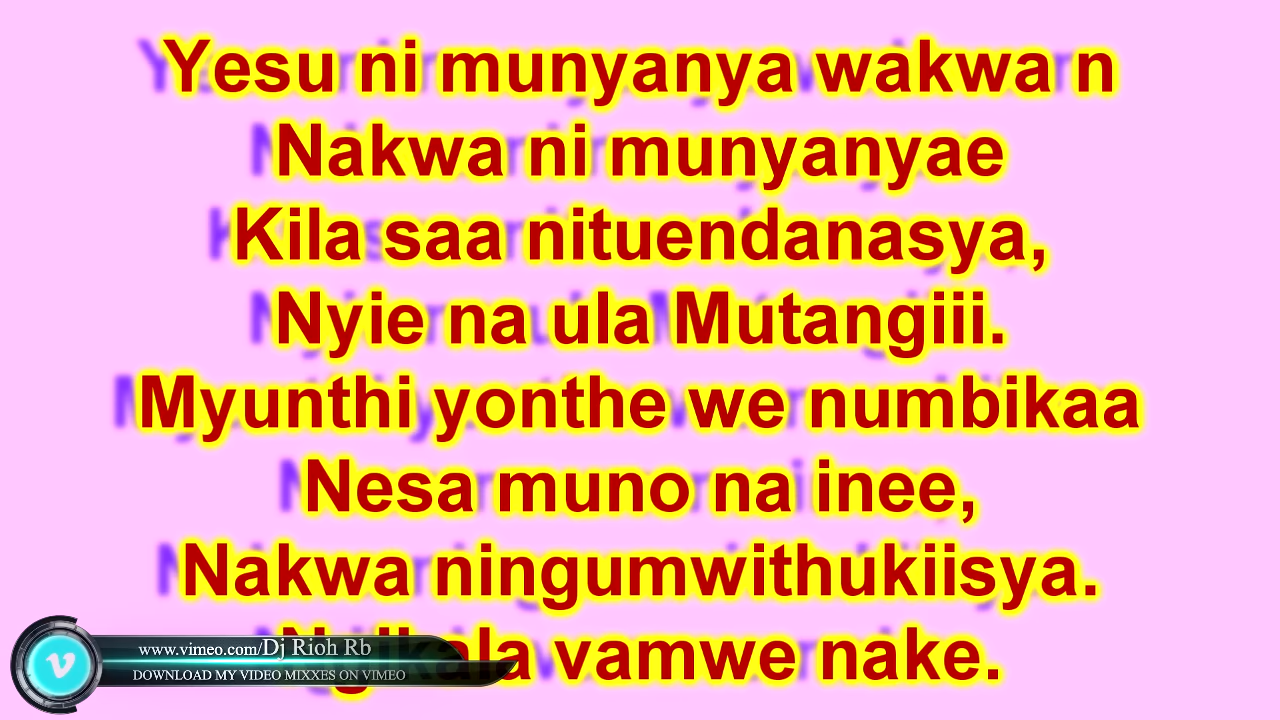 Yesu ni munyanya wakwa n
Nakwa ni munyanyae
Kila saa nituendanasya,
Nyie na ula Mutangiii.
Myunthi yonthe we numbikaa
Nesa muno na inee,
Nakwa ningumwithukiisya.
vamwe nake.
www.vimeo.com/Dj Rioh Rb
DOWNLOAD MY VIDEO MIXXES ON VIMEO